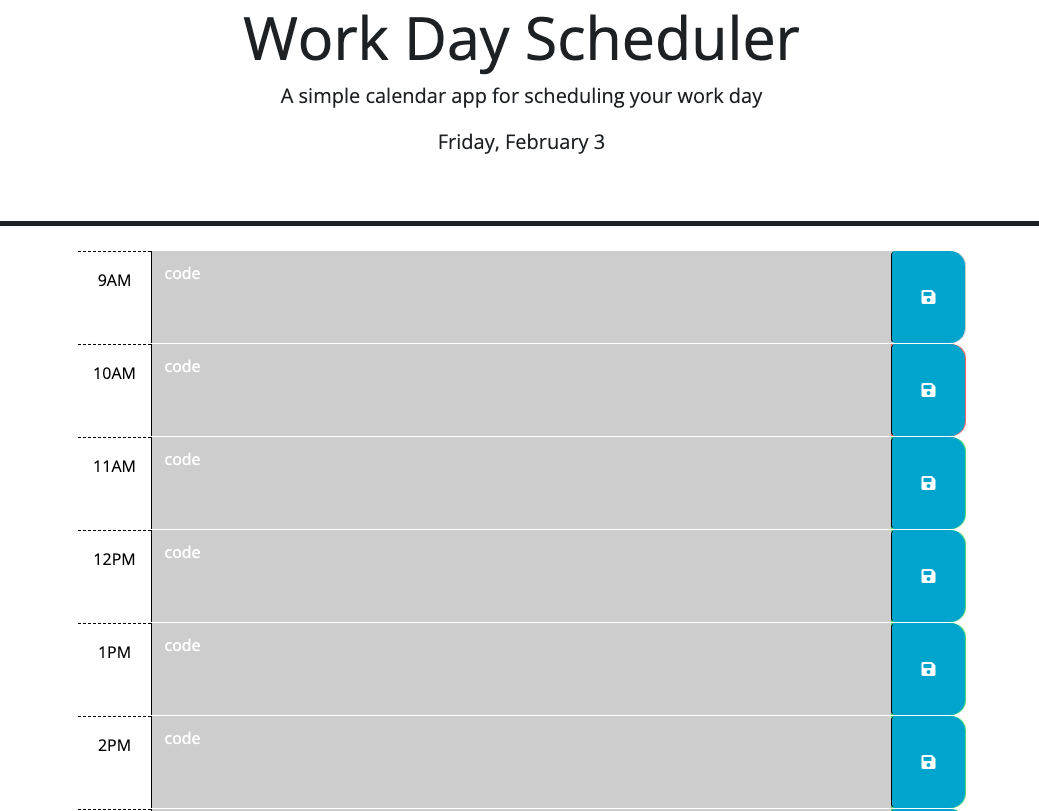 Work Day Scheduler
A simple calendar app for scheduling your work day
Friday, February 3
9AM
code
10AM
code
11AM
code
12PM
code
1PM
code
2PM
code